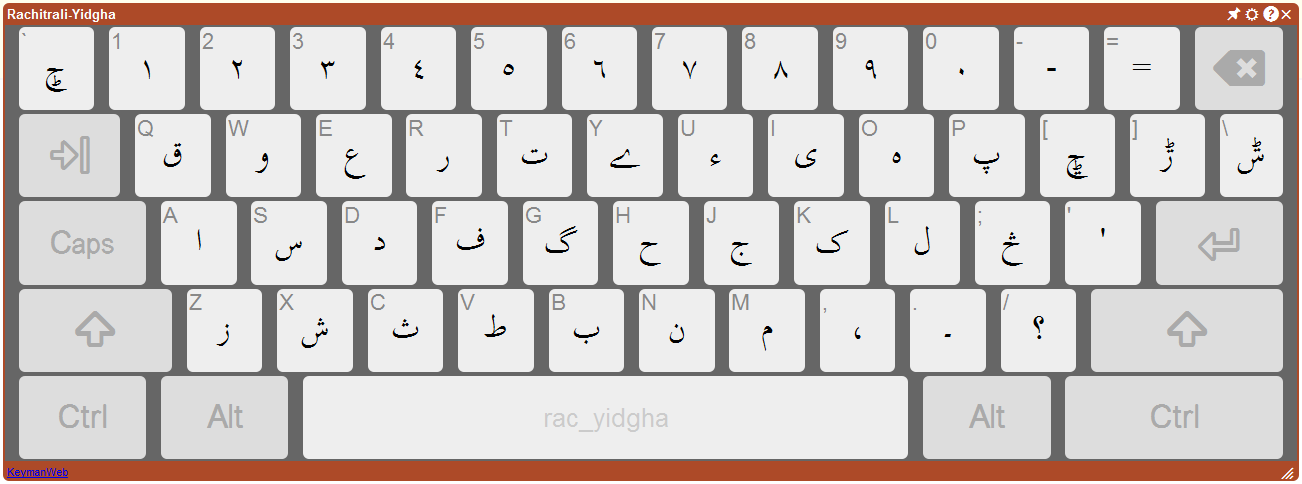 Rachitrali-Yidgha ?
` ݮ 1 ١ 2 ٢ 3 ٣ 4 ٤ 5 ٥ 6 ٦ 7 ٧ 8 ٨ 9 ٩ 0 ٠ - - = =
Q ق W و E ع R ر T ت Y ے U ء I ی O ہ P پ [ ݯ ] ڑ \ ݰ
Caps A ا S س D د F ف G گ H ح J ج K ک L ل ; څ ' '
Z ز X ش C ث V ط B ب N ن M م , ، . ۔ / ؟
Ctrl Alt rac_yidgha Alt Ctrl
KeymanWeb